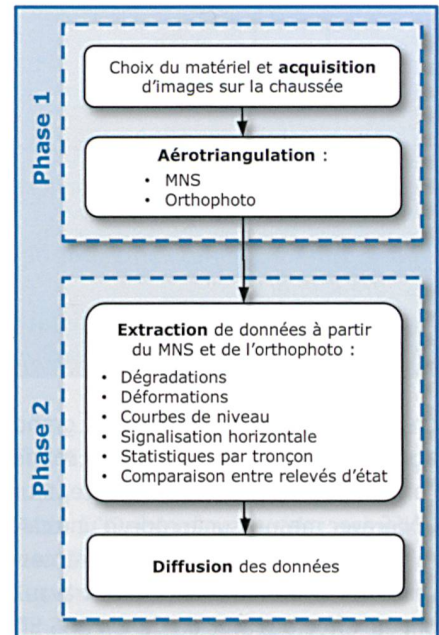 Phase 1
Choix du matériel et acquisition
d'images sur la chaussée
Aérotriangulation :
• MNS
• Orthophoto
Phase 2
Extraction de données à partir
du MNS et de l'orthophoto :
• Dégradations
• Déformations
• Courbes de niveau
• Signalisation horizontale
• Statistiques par tronçon
• Comparaison entre relevés d'état
Diffusion des données